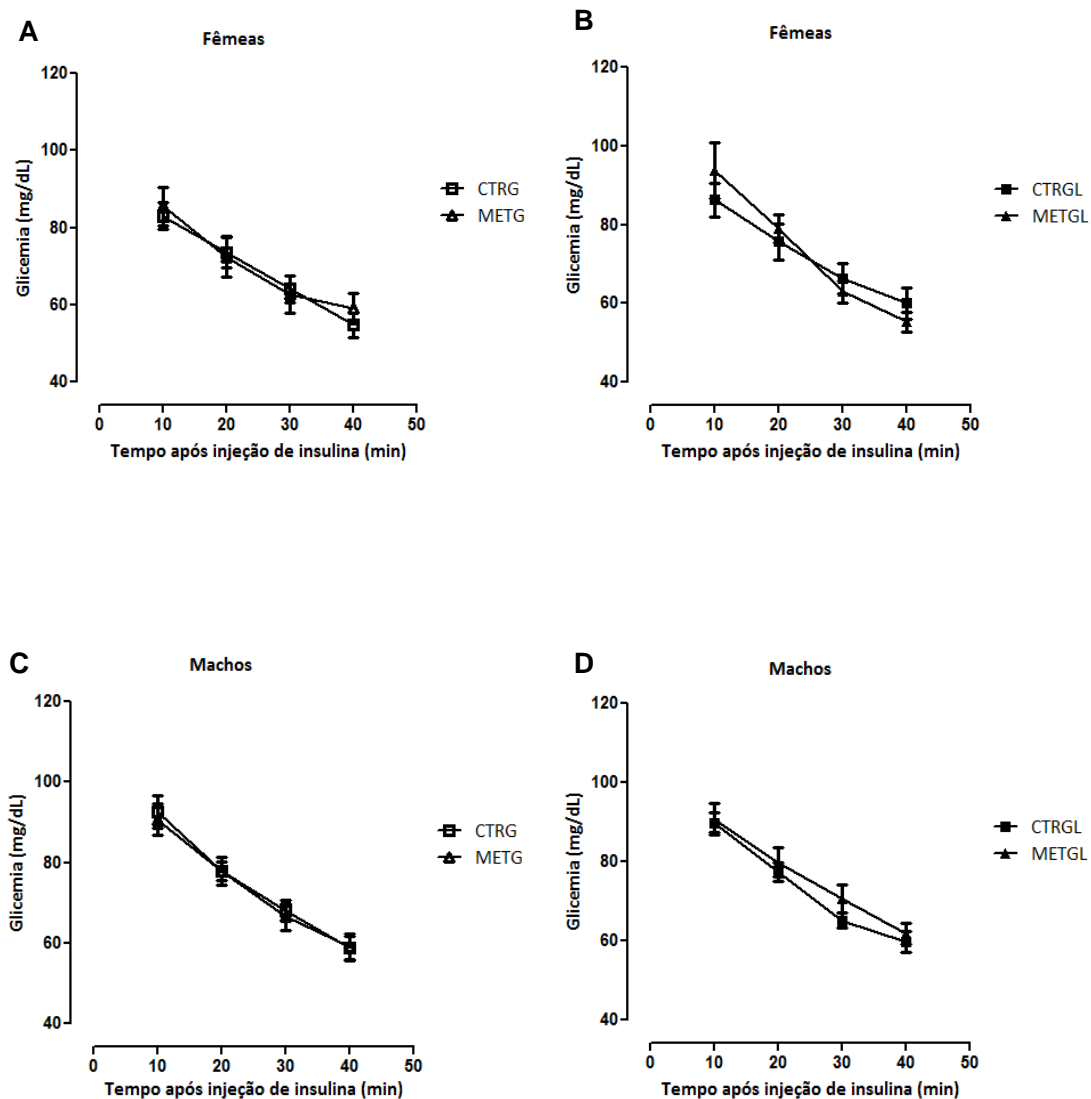 A
Fêmeas
Glicemia (mg/dL)
120
100
80
60
40
0 10 20 30 40 50
Tempo após injeção de insulina (min)
CTRG
METG
B
Fêmeas
Glicemia (mg/dL)
120
100
80
60
40
0 10 20 30 40 50
Tempo após injeção de insulina (min)
CTRGL
METGL
C
Machos
Glicemia (mg/dL)
120
100
80
60
40
0 10 20 30 40 50
Tempo após injeção de insulina (min)
CTRG
METG
D
Machos
Glicemia (mg/dL)
120
100
80
60
40
0 10 20 30 40 50
Tempo após injeção de insulina (min)
CTRGL
METGL